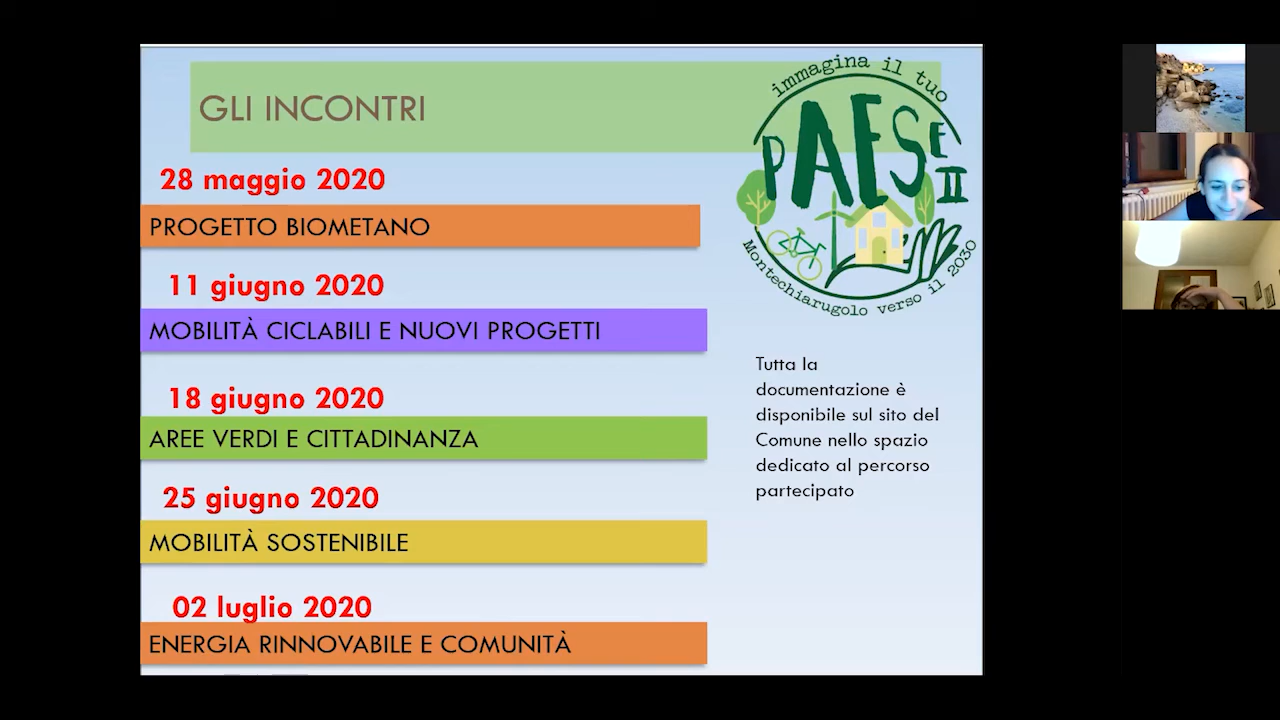 GLI INCONTRI
immagina il tuo
PAESE
II
Montechiarugolo verso il 2030
28 maggio 2020
PROGETTO BIOMETANO
11 giugno 2020
MOBILITÀ CICLABILI E NUOVI PROGETTI
18 giugno 2020
AREE VERDI E CITTADINANZA
25 giugno 2020
MOBILITÀ SOSTENIBILE
02 luglio 2020
ENERGIA RINNOVABILE E COMUNITÀ
Tutta la
documentazione è
disponibile sul sito del
Comune nello spazio
dedicato al percorso
partecipato